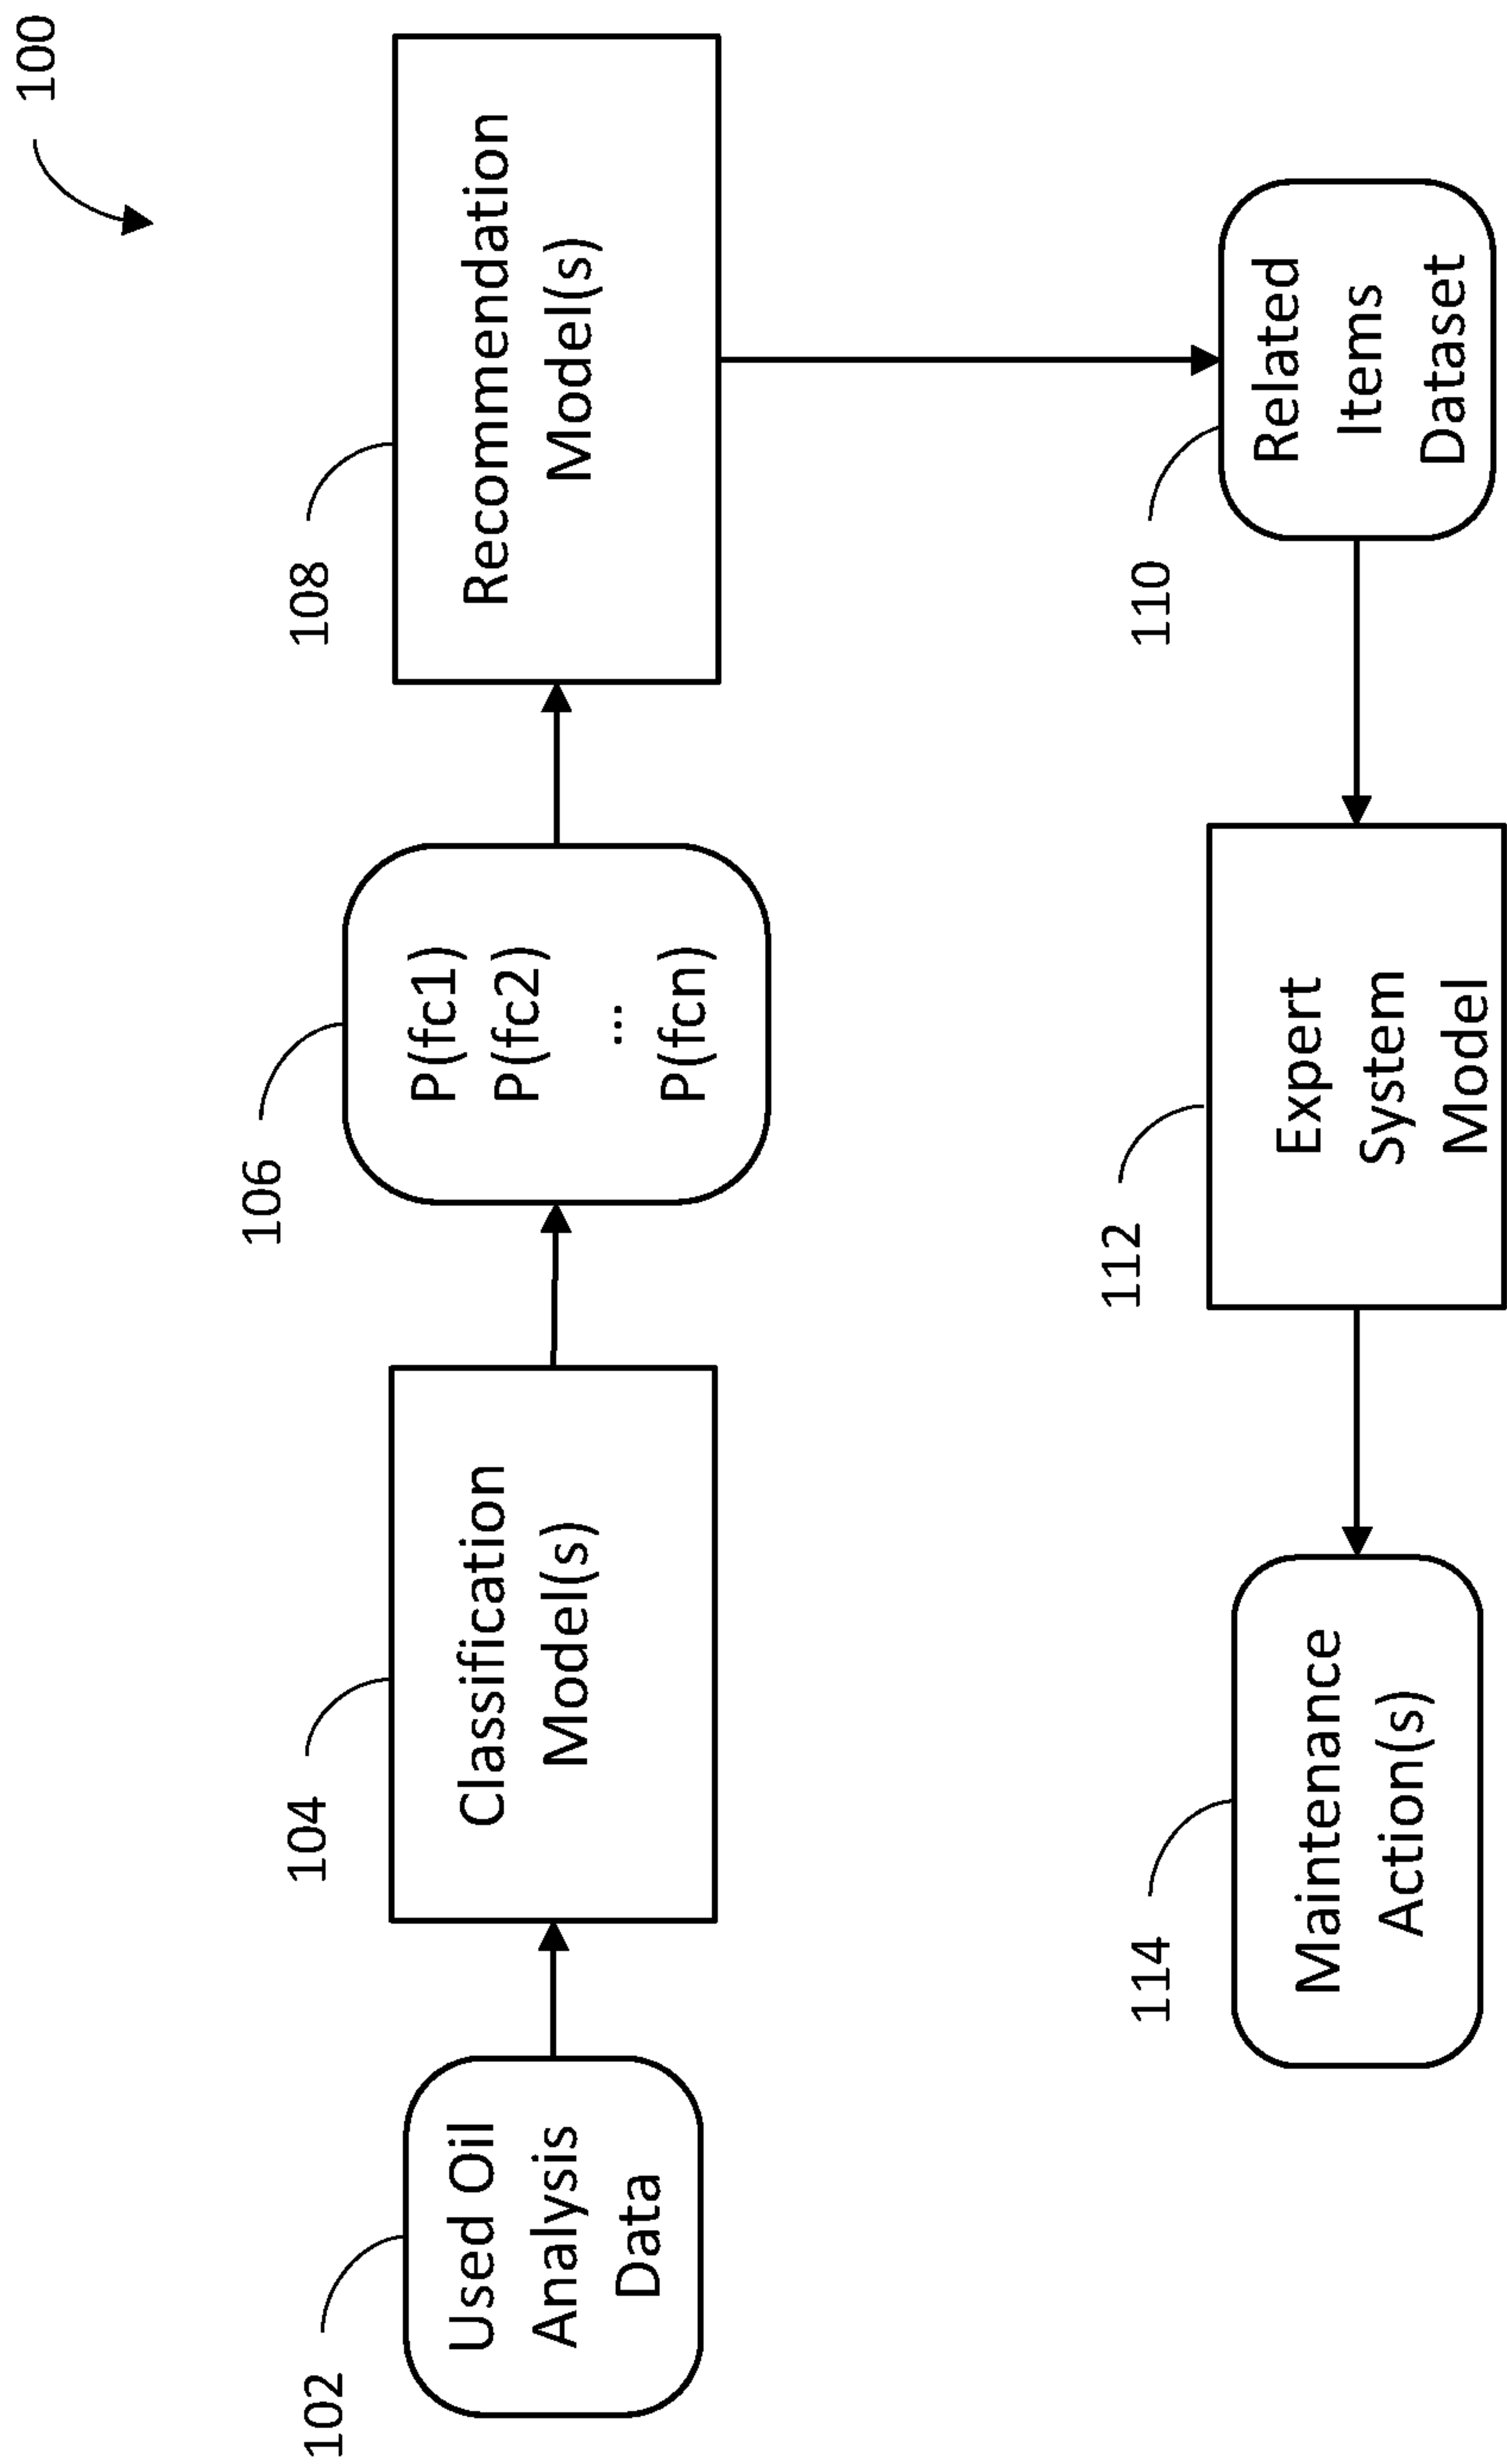 100
102
Used Oil
Analysis
Data
104
Classification
Model(s)
106
P(fc1)
P(fc2)
...
P(fcn)
108
Recommendation
Model(s)
110
Related
Items
Dataset
112
Expert
System
Model
114
Maintenance
Action(s)